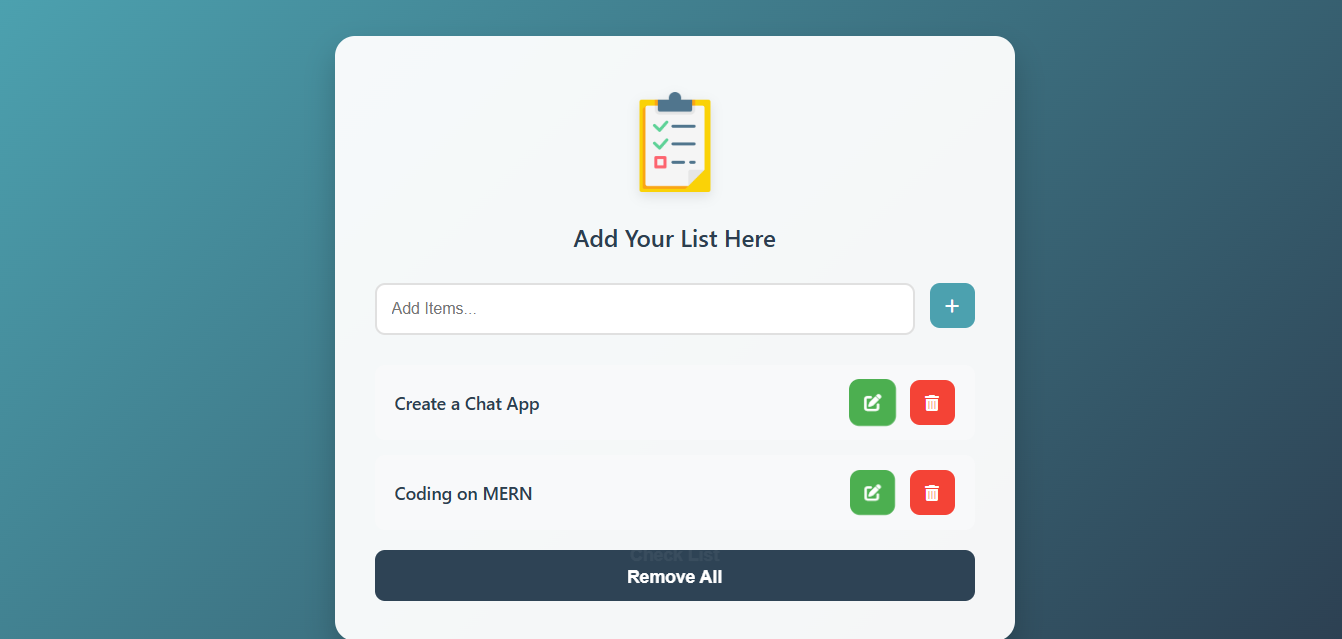 Add Your List Here
Add Items...
Create a Chat App
Coding on MERN
Check List
Remove All